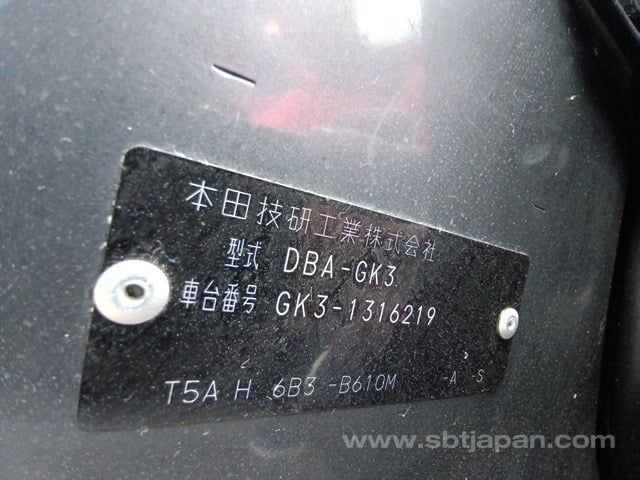 本田技研工業株式会社
型式 DBA-GK3
車台番号 GK3-1316219
T5A H 6B3 -B610M -A -S
www.sbtjapan.com